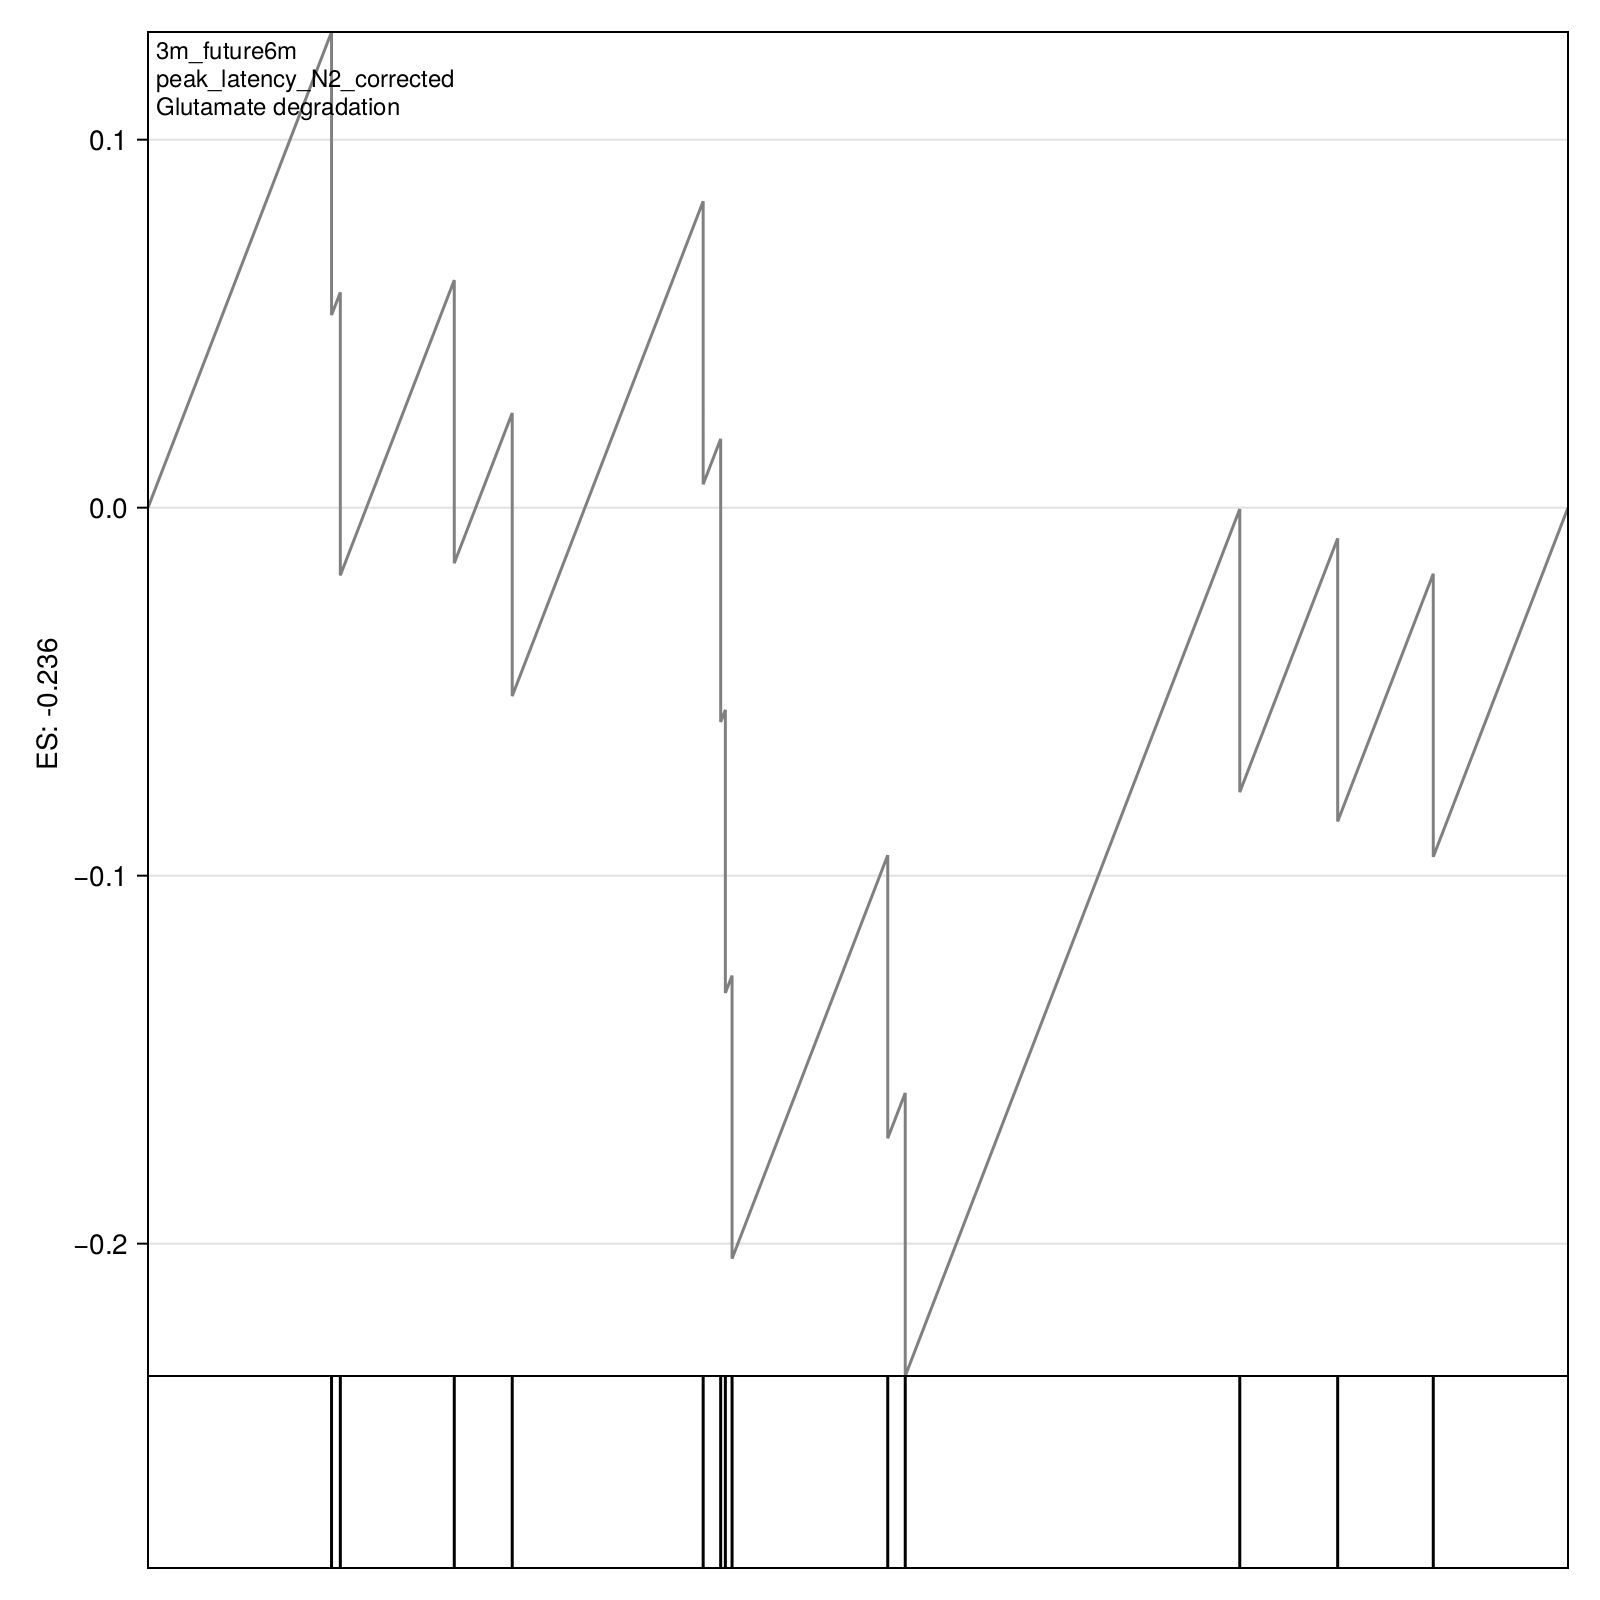 3m_future6m
peak_latency_N2_corrected
Glutamate degradation
0.1
0.0
−0.1
−0.2
ES: -0.236